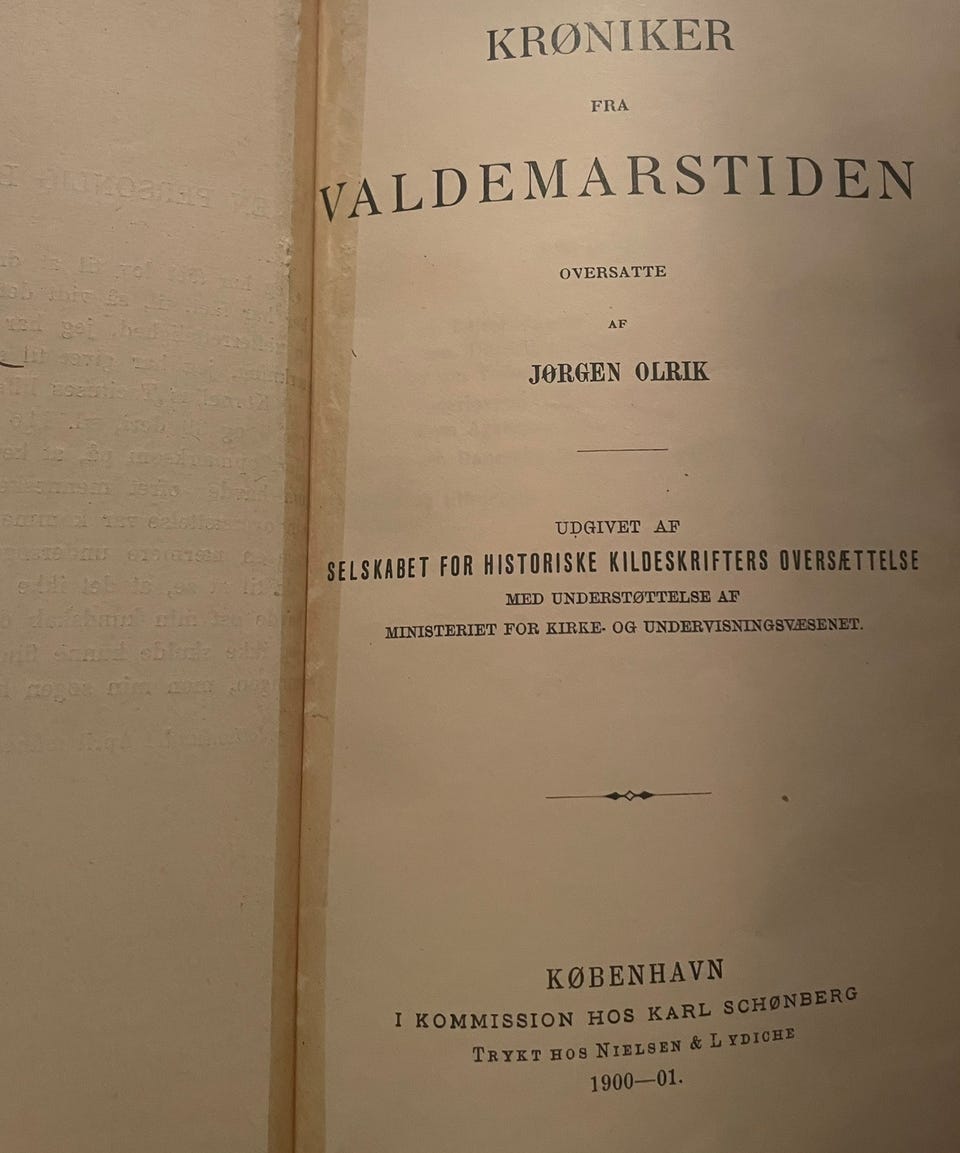 KRØNIKER
FRA
VALDEMARSTIDEN
OVERSATTE
AF
JØRGEN OLRIK
UDGIVET AF
SELSKABET FOR HISTORISKE KILDESKRIFTERS OVERSÆTTELSE
MED UNDERSTØTTELSE AF
MINISTERIET FOR KIRKE- OG UNDERVISNINGSVÆSENET.
KØBENHAVN
I KOMMISSION HOS KARL SCHØNBERG
TRYKT HOS NIELSEN & LYDICHE
1900—01.